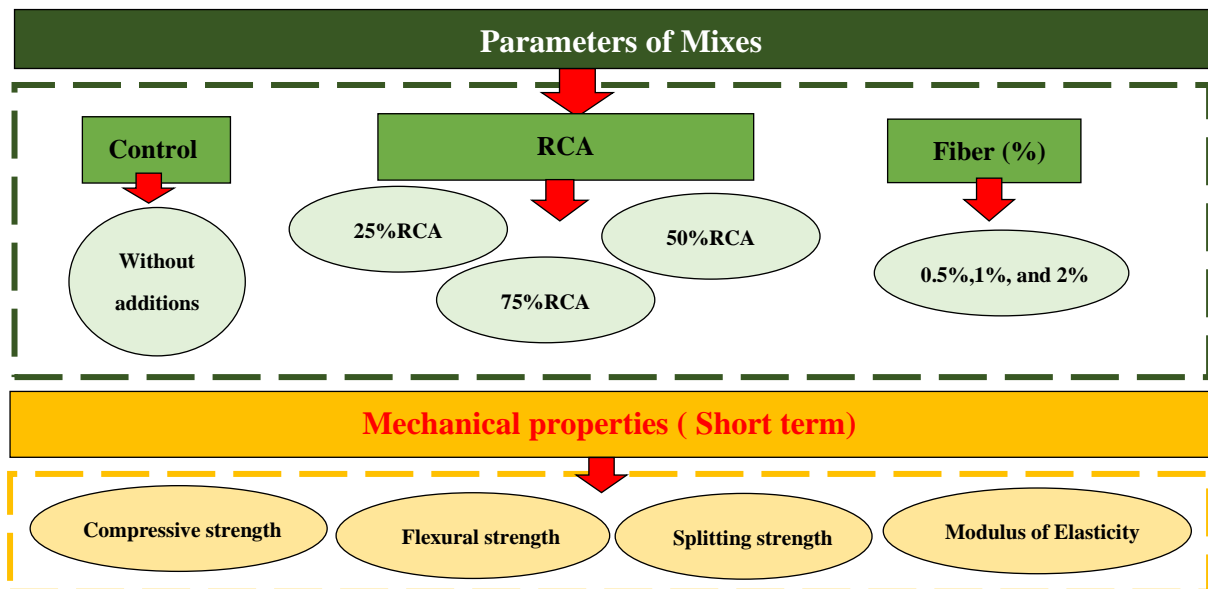 Parameters of Mixes
Control
RCA
Fiber (%)
Without
additions
25%RCA
50%RCA
75%RCA
0.5%,1%, and 2%
Mechanical properties ( Short term)
Compressive strength
Flexural strength
Splitting strength
Modulus of Elasticity